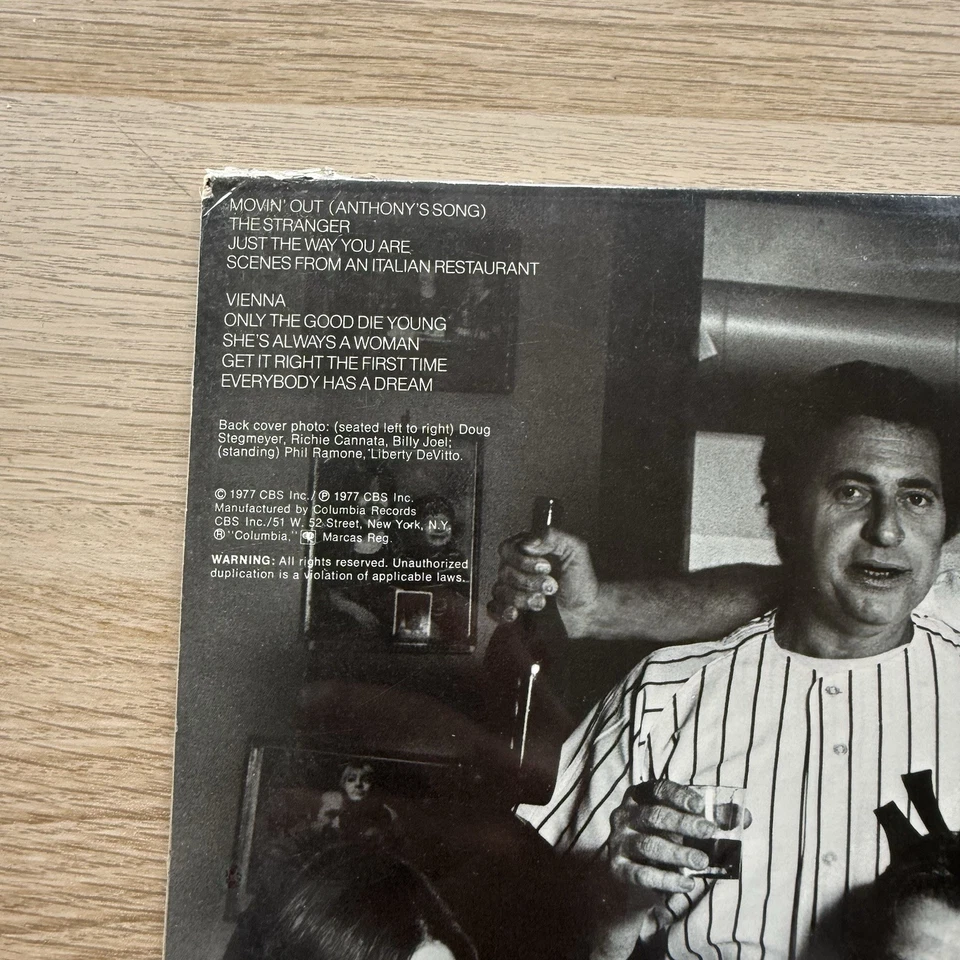 MOVIN' OUT (ANTHONY'S SONG)
THE STRANGER
JUST THE WAY YOU ARE
SCENES FROM AN ITALIAN RESTAURANT
VIENNA
ONLY THE GOOD DIE YOUNG
SHE'S ALWAYS A WOMAN
GET IT RIGHT THE FIRST TIME
EVERYBODY HAS A DREAM
Back cover photo: (seated left to right) Doug
Stegmeyer, Richie Cannata, Billy Joel;
(standing) Phil Ramone, Liberty DeVitto.
© 1977 CBS Inc./ ℗ 1977 CBS Inc.
Manufactured by Columbia Records
CBS Inc./51 W. 52 Street, New York, N.Y.
® "Columbia," Marcas Reg.
WARNING: All rights reserved. Unauthorized
duplication is a violation of applicable laws.